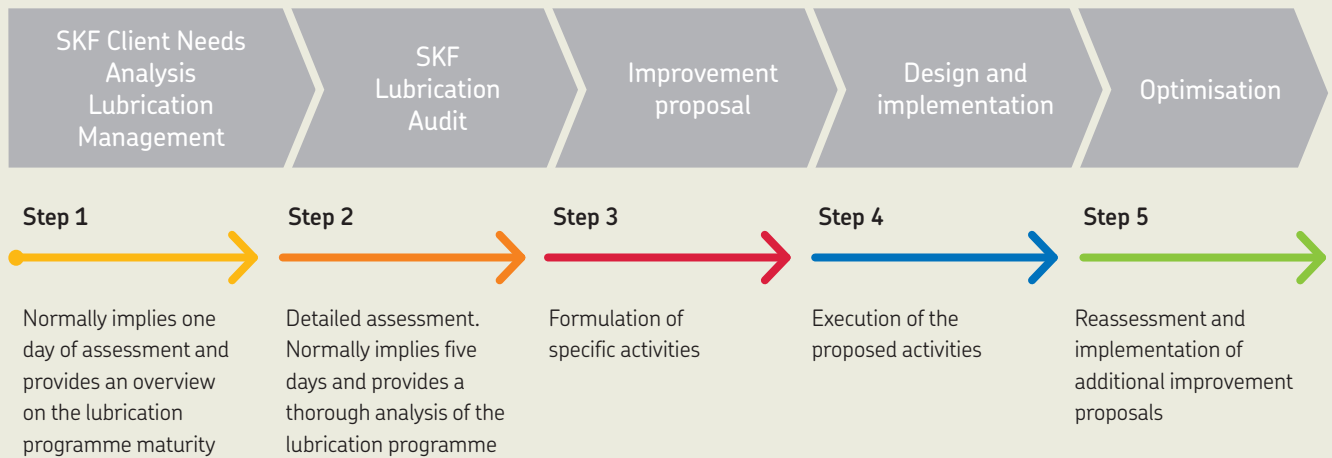 SKF Client Needs
Analysis
Lubrication
Management
SKF
Lubrication
Audit
Improvement
proposal
Design and
implementation
Optimisation
Step 1
Normally implies one
day of assessment and
provides an overview
on the lubrication
programme maturity
Step 2
Detailed assessment.
Normally implies five
days and provides a
thorough analysis of the
lubrication programme
Step 3
Formulation of
specific activities
Step 4
Execution of the
proposed activities
Step 5
Reassessment and
implementation of
additional improvement
proposals